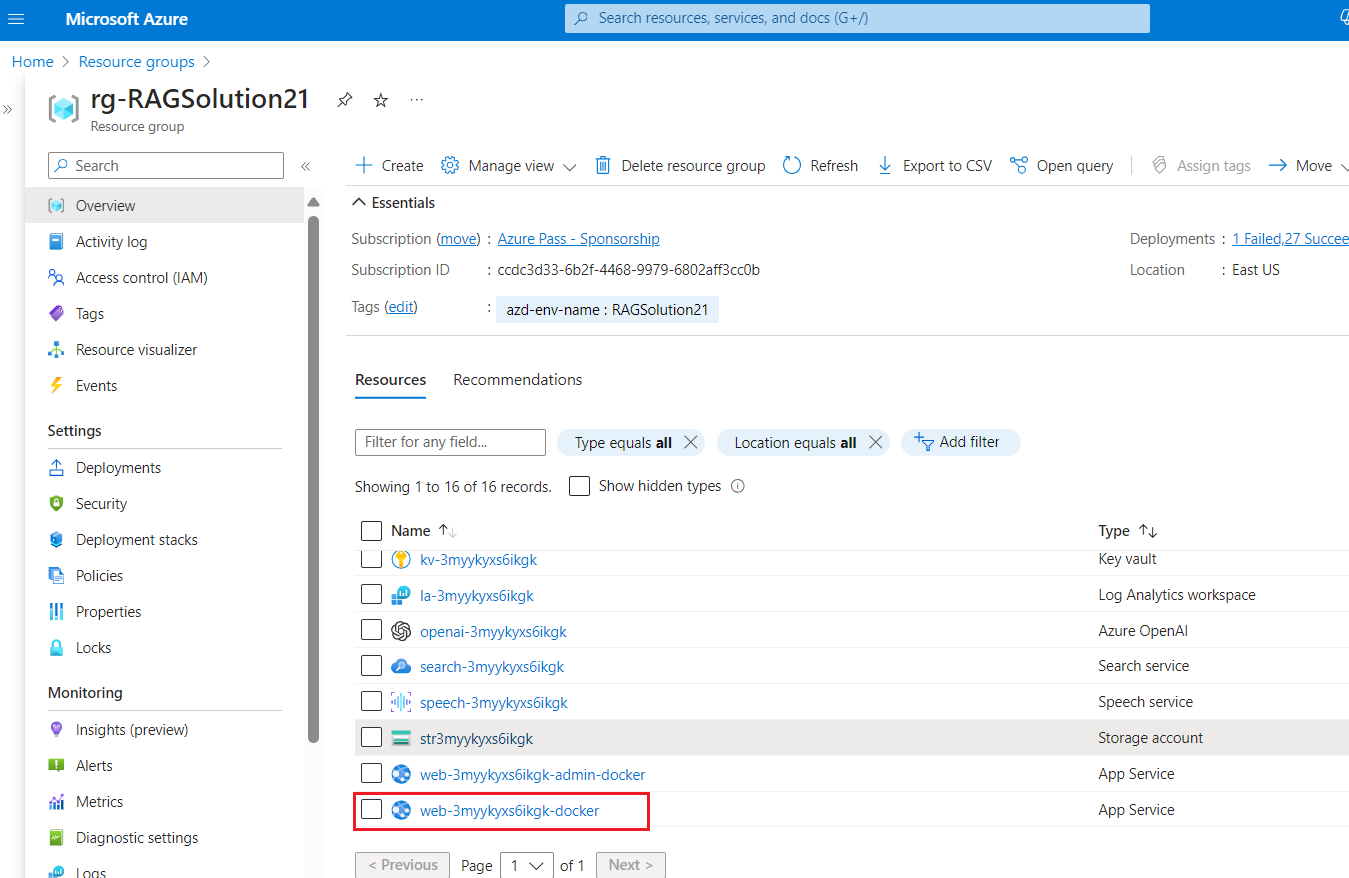 Microsoft Azure
Search resources, services, and docs (G+/)
Home > Resource groups >
rg-RAGSolution21
Resource group
Search
Overview
Activity log
Access control (IAM)
Tags
Resource visualizer
Events
Settings
Deployments
Security
Deployment stacks
Policies
Properties
Locks
Monitoring
Insights (preview)
Alerts
Metrics
Diagnostic settings
Logs
Create Manage view Delete resource group Refresh Export to CSV Open query Assign tags Move
Essentials
Subscription (move) : Azure Pass - Sponsorship
Subscription ID : ccdc3d33-6b2f-4468-9979-6802aff3cc0b
Tags (edit) : azd-env-name : RAGSolution21
Deployments : 1 Failed,27 Succee
Location : East US
Resources Recommendations
Filter for any field... Type equals all Location equals all Add filter
Showing 1 to 16 of 16 records. Show hidden types
Name Type
kv-3myykyxs6ikgk Key vault
la-3myykyxs6ikgk Log Analytics workspace
openai-3myykyxs6ikgk Azure OpenAI
search-3myykyxs6ikgk Search service
speech-3myykyxs6ikgk Speech service
str3myykyxs6ikgk Storage account
web-3myykyxs6ikgk-admin-docker App Service
web-3myykyxs6ikgk-docker App Service
< Previous Page 1 of 1 Next >